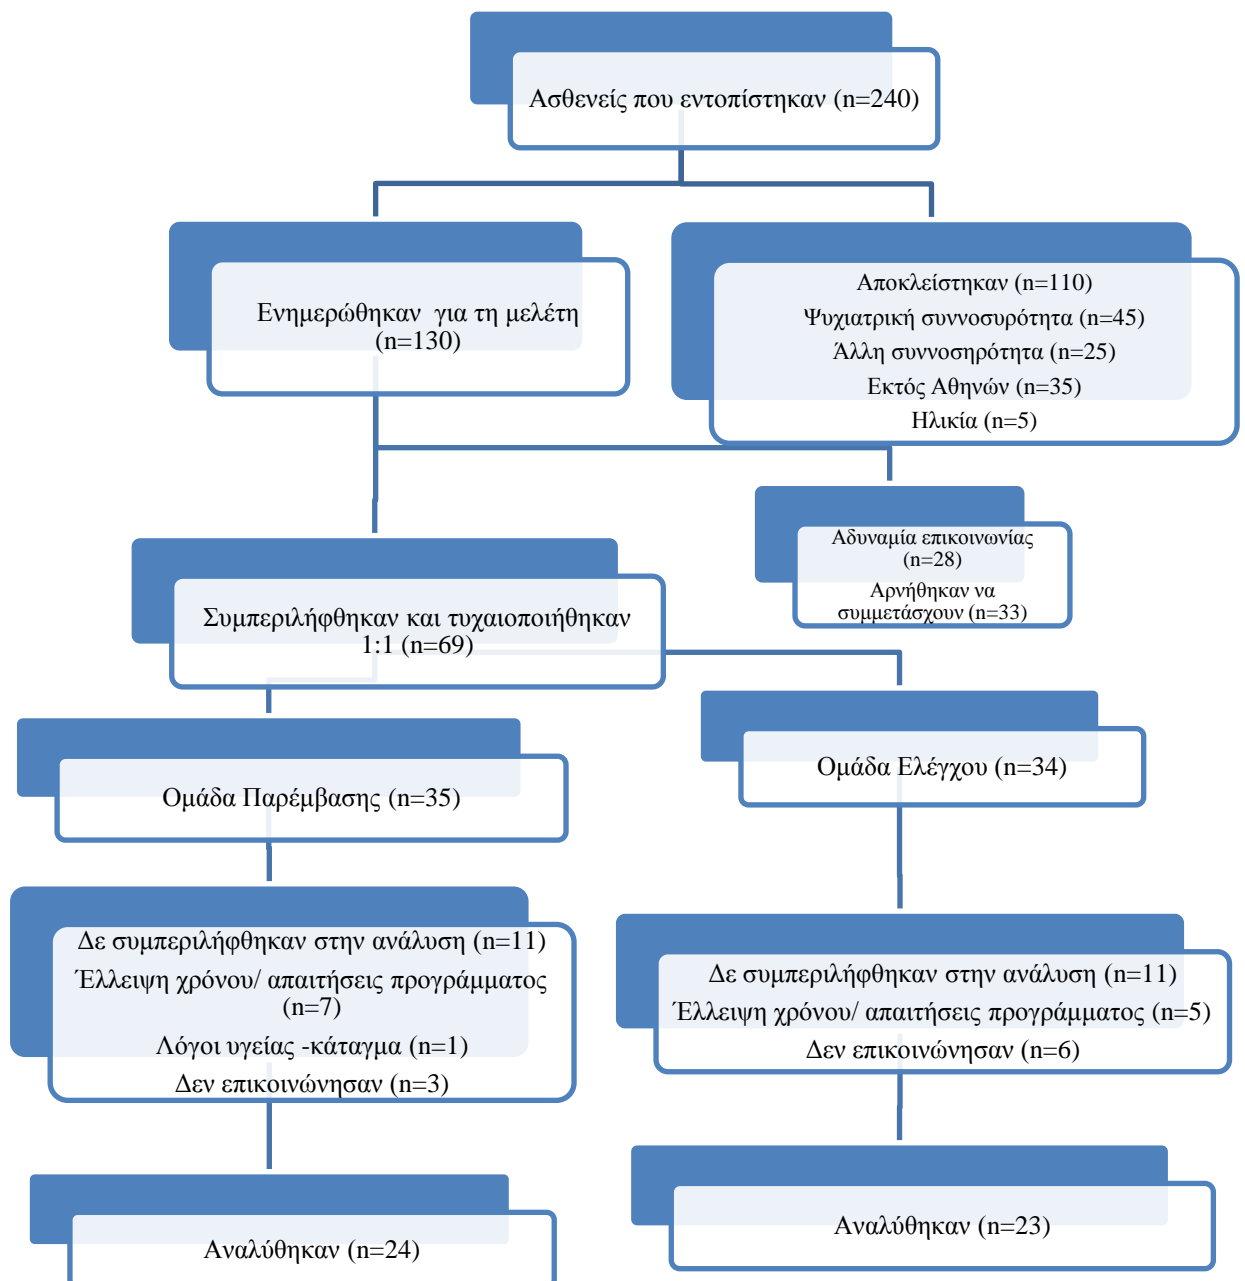 Ασθενείς που εντοπίστηκαν (n=240)
Ενημερώθηκαν για τη μελέτη
(n=130)
Αποκλείστηκαν (n=110)
Ψυχιατρική συννοσυρότητα (n=45)
Άλλη συννοσηρότητα (n=25)
Εκτός Αθηνών (n=35)
Ηλικία (n=5)
Αδυναμία επικοινωνίας
(n=28)
Αρνήθηκαν να
συμμετάσχουν (n=33)
Συμπεριλήφθηκαν και τυχαιοποιήθηκαν
1:1 (n=69)
Ομάδα Παρέμβασης (n=35)
Ομάδα Ελέγχου (n=34)
Δε συμπεριλήφθηκαν στην ανάλυση (n=11)
Έλλειψη χρόνου/ απαιτήσεις προγράμματος
(n=7)
Λόγοι υγείας -κάταγμα (n=1)
Δεν επικοινώνησαν (n=3)
Δε συμπεριλήφθηκαν στην ανάλυση (n=11)
Έλλειψη χρόνου/ απαιτήσεις προγράμματος (n=5)
Δεν επικοινώνησαν (n=6)
Αναλύθηκαν (n=24)
Αναλύθηκαν (n=23)